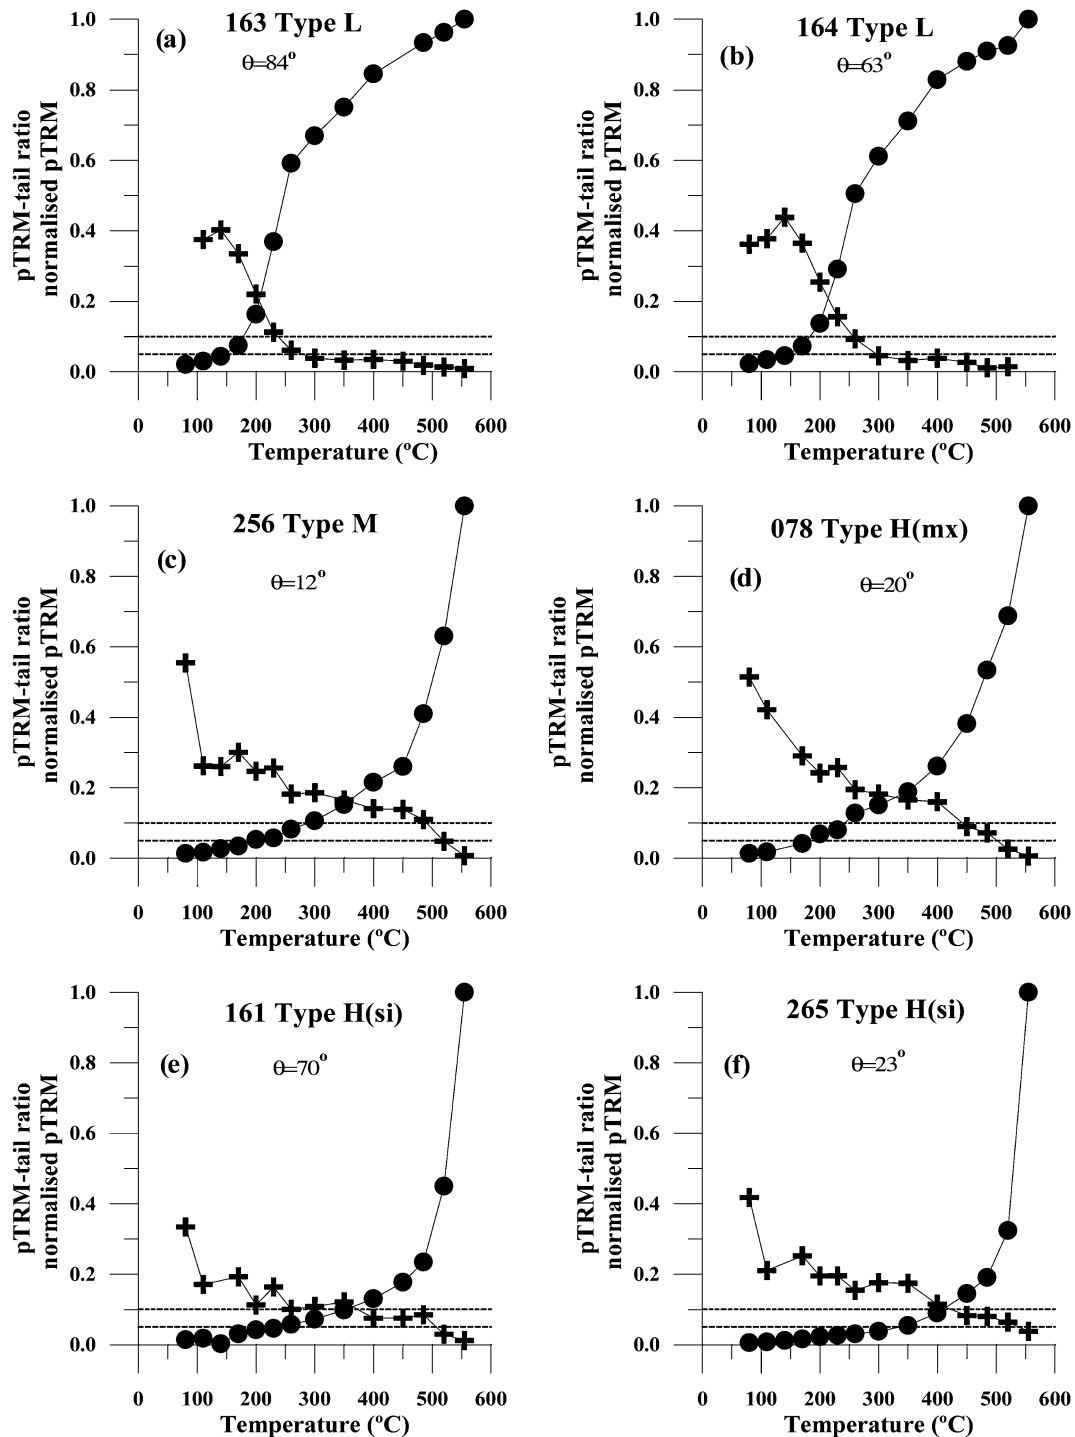 163 Type L
(a)
θ=84°
pTRM-tail ratio
normalised pTRM
1.0
0.8
0.6
0.4
0.2
0.0
0 100 200 300 400 500 600
Temperature (ºC)
164 Type L
(b)
θ=63°
pTRM-tail ratio
normalised pTRM
1.0
0.8
0.6
0.4
0.2
0.0
0 100 200 300 400 500 600
Temperature (ºC)
256 Type M
(c)
θ=12°
pTRM-tail ratio
normalised pTRM
1.0
0.8
0.6
0.4
0.2
0.0
0 100 200 300 400 500 600
Temperature (ºC)
078 Type H(mx)
(d)
θ=20°
pTRM-tail ratio
normalised pTRM
1.0
0.8
0.6
0.4
0.2
0.0
0 100 200 300 400 500 600
Temperature (ºC)
161 Type H(si)
(e)
θ=70°
pTRM-tail ratio
normalised pTRM
1.0
0.8
0.6
0.4
0.2
0.0
0 100 200 300 400 500 600
Temperature (ºC)
265 Type H(si)
(f)
θ=23°
pTRM-tail ratio
normalised pTRM
1.0
0.8
0.6
0.4
0.2
0.0
0 100 200 300 400 500 600
Temperature (ºC)